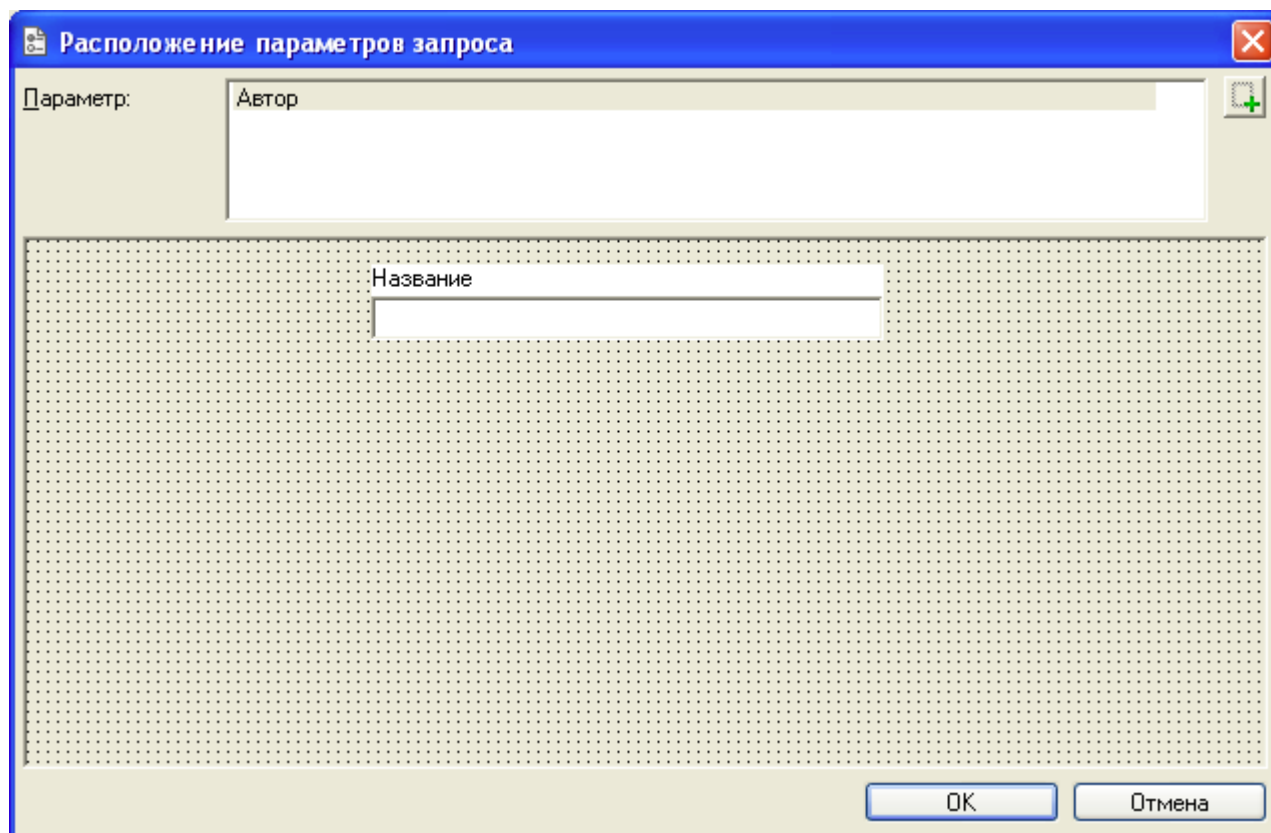 Расположение параметров запроса
Параметр:
Автор
Название
OK
Отмена